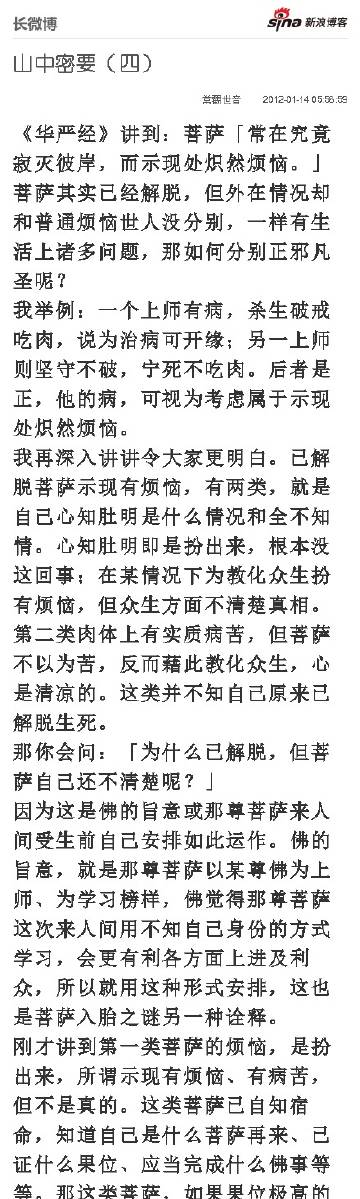 长微博
sina 新浪博客
山中密要（四）
2012-01-14 05:56:59
《华严经》讲到：菩萨「常在究竟
寂灭彼岸，而示现处炽然烦恼。」
菩萨其实已经解脱，但外在情况却
和普通烦恼世人没分别，一样有生
活上诸多问题，那如何分别正邪凡
圣呢？
我举例：一个上师有病，杀生破戒
吃肉，说为治病可开缘；另一上师
则坚守不破，宁死不吃肉。后者是
正，他的病，可视为考虑属于示现
处炽然烦恼。
我再深入讲讲令大家更明白。已解
脱菩萨示现有烦恼，有两类，就是
自己心知肚明是什么情况和全不知
情。心知肚明即是扮出来，根本没
这回事；在某情况下为教化众生扮
有烦恼，但众生方面不清楚真相。
第二类肉体上有实质病苦，但菩萨
不以为苦，反而藉此教化众生，心
是清凉的。这类并不知自己原来已
解脱生死。
那你会问：「为什么已解脱，但菩
萨自己还不清楚呢？」
因为这是佛的旨意或那尊菩萨来人
间受生前自己安排如此运作。佛的
旨意，就是那尊菩萨以某尊佛为上
师、为学习榜样，佛觉得那尊菩萨
这次来人间用不知自己身份的方式
学习，会更有利各方面上进及利
众，所以就用这种形式安排，这也
是菩萨入胎之谜另一种诠释。
刚才讲到第一类菩萨的烦恼，是扮
出来，所谓示现有烦恼、有病苦，
但不是真的。这类菩萨已自知宿
命，知道自己是什么菩萨再来、已
证什么果位、应当完成什么佛事等
等。那这类菩萨，如果果位极高的